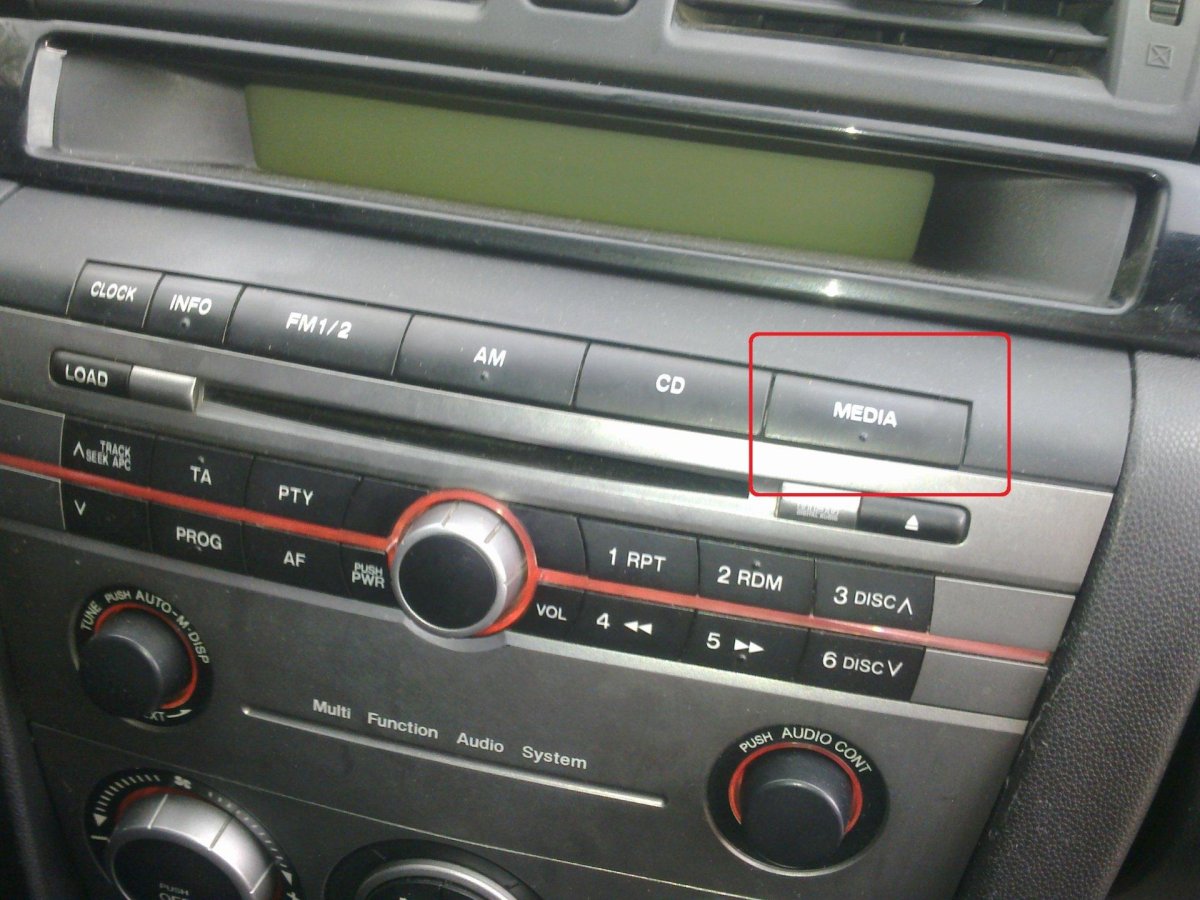 CLOCK
INFO
FM1/2
AM
CD
MEDIA
LOAD
TRACK
SEEK APC
TA
PTY
PROG
AF
PUSH
PWR
VOL
1 RPT
2 RDM
3 DISC
4
5
6 DISC
TUNE PUSH AUTO-M-DISP
Multi Function Audio System
PUSH AUDIO CONT
PUSH